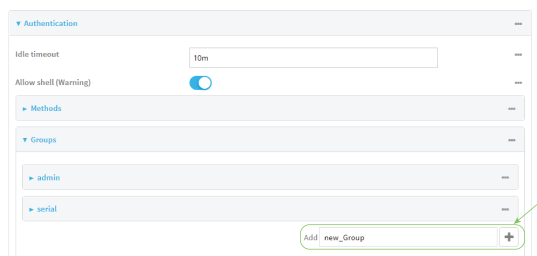 Authentication
Idle timeout
10m
Allow shell (Warning)
Methods
Groups
admin
serial
Add new_Group